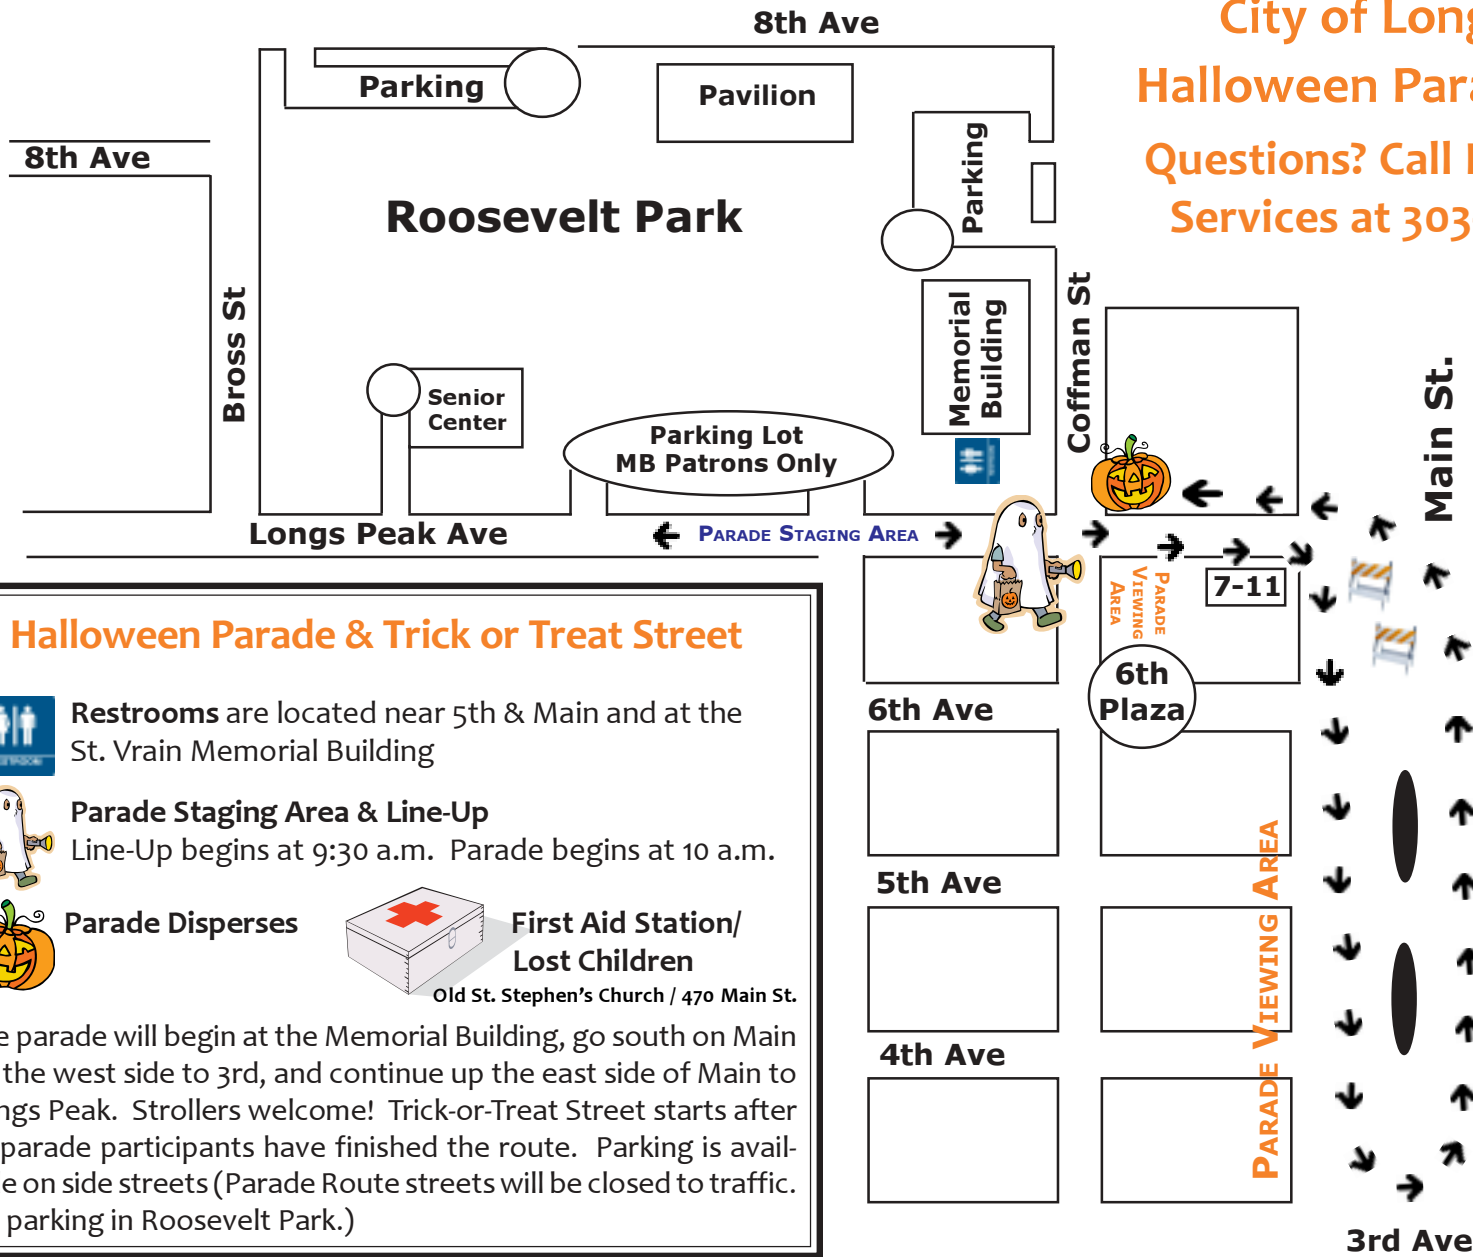 8th Ave
City of Long
Halloween Para
Questions? Call
Services at 303
Parking
Pavilion
Parking
8th Ave
Roosevelt Park
Bross St
Memorial
Building
Coffman St
Main St.
Senior
Center
Parking Lot
MB Patrons Only
Longs Peak Ave
Parade Staging Area
Parade
Viewing
Area
7-11
6th
Plaza
6th Ave
5th Ave
4th Ave
Parade Viewing Area
3rd Ave
Halloween Parade & Trick or Treat Street
Restrooms are located near 5th & Main and at the
St. Vrain Memorial Building
Parade Staging Area & Line-Up
Line-Up begins at 9:30 a.m. Parade begins at 10 a.m.
Parade Disperses
First Aid Station/
Lost Children
Old St. Stephen's Church / 470 Main St.
e parade will begin at the Memorial Building, go south on Main
the west side to 3rd, and continue up the east side of Main to
ngs Peak. Strollers welcome! Trick-or-Treat Street starts after
parade participants have finished the route. Parking is avail-
e on side streets (Parade Route streets will be closed to traffic.
parking in Roosevelt Park.)